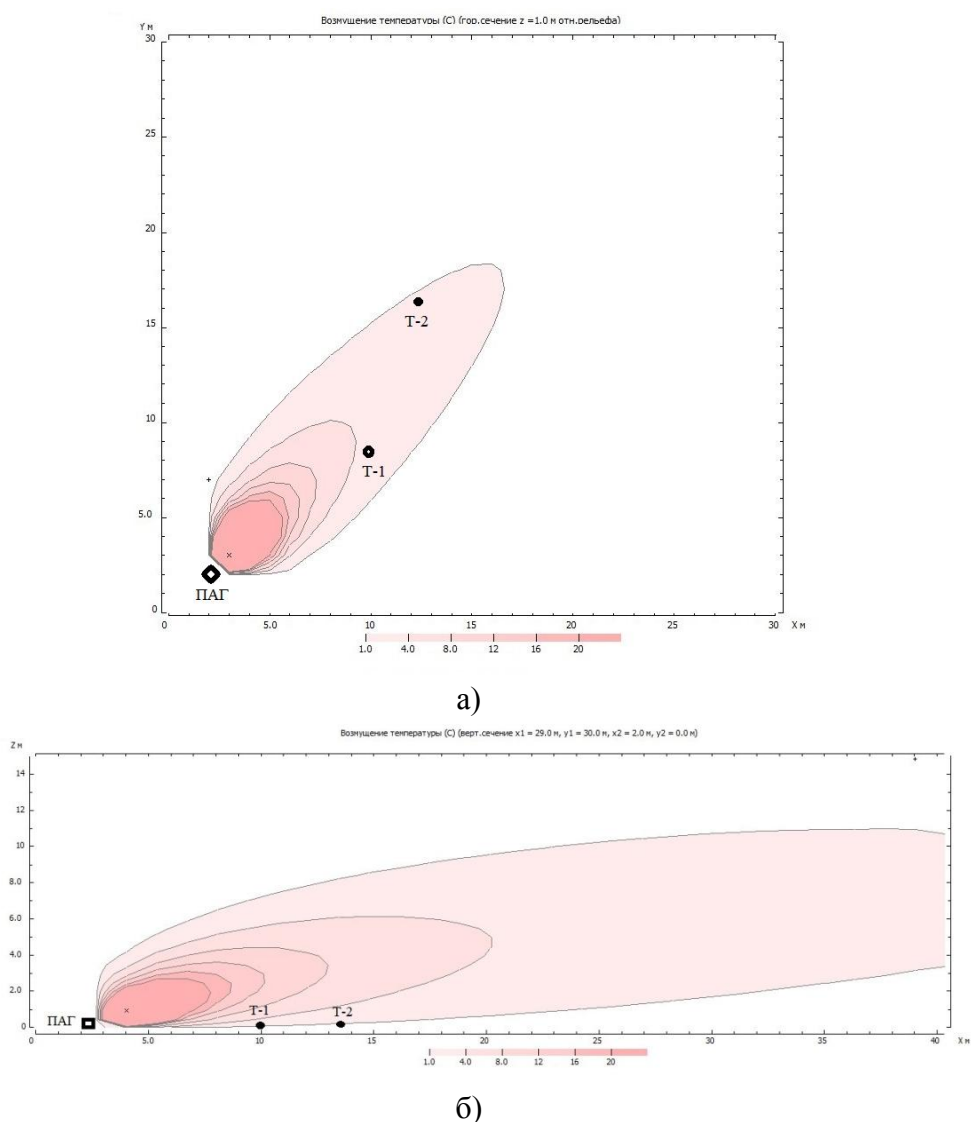 Возмущение температуры (С) (гор.сечение z =1.0 м отн.рельефа)
Y м
30
25
20
15
10
5.0
0
Т-2
Т-1
ПАГ
0 5.0 10 15 20 25 30 X м
1.0 4.0 8.0 12 16 20
а)
Возмущение температуры (С) (верт.сечение x1 = 29.0 м, y1 = 30.0 м, x2 = 2.0 м, y2 = 0.0 м)
Z м
14
12
10
8.0
6.0
4.0
2.0
0
ПАГ
Т-1
Т-2
0 5.0 10 15 20 25 30 35 40 X м
1.0 4.0 8.0 12 16 20
б)